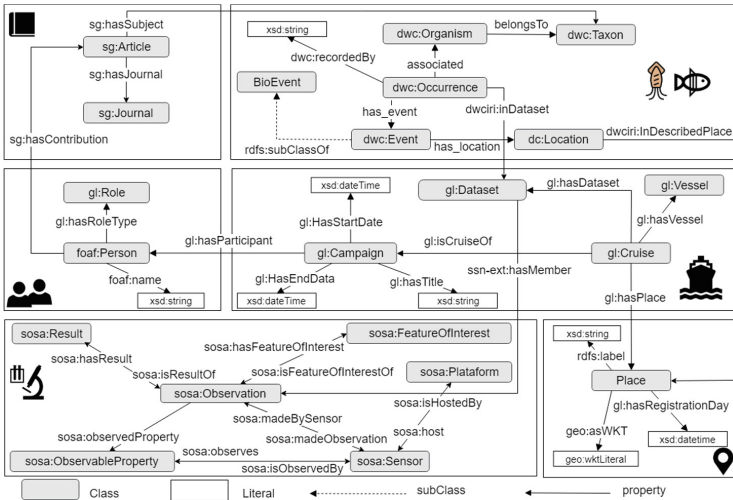 sg:hasSubject
sg:Article
sg:hasJournal
sg:Journal
sg:hasContribution
xsd:string
dwc:recordedBy
dwc:Organism
belongsTo
dwc:Taxon
associated
BioEvent
dwc:Occurrence
has_event
dwciri:inDataset
dwc:Event
has_location
dc:Location
dwciri:InDescribedPlace
rdfs:subClassOf
gl:Role
gl:hasRoleType
foaf:Person
foaf:name
xsd:string
gl:hasParticipant
xsd:dateTime
gl:HasStartDate
gl:Campaign
gl:HasEndData
gl:hasTitle
xsd:dateTime
xsd:string
gl:isCruiseOf
gl:Dataset
gl:hasDataset
gl:Vessel
gl:hasVessel
gl:Cruise
ssn-ext:hasMember
gl:hasPlace
sosa:Result
sosa:hasResult
sosa:isResultOf
sosa:hasFeatureOfInterest
sosa:FeatureOfInterest
sosa:isFeatureOfInterestOf
sosa:Plataform
sosa:Observation
sosa:isHostedBy
sosa:madeBySensor
sosa:host
sosa:observedProperty
sosa:madeObservation
sosa:observes
sosa:ObservableProperty
sosa:isObservedBy
sosa:Sensor
xsd:string
rdfs:label
Place
gl:hasRegistrationDay
geo:asWKT
xsd:datetime
geo:wktLiteral
Class
Literal
subClass
property